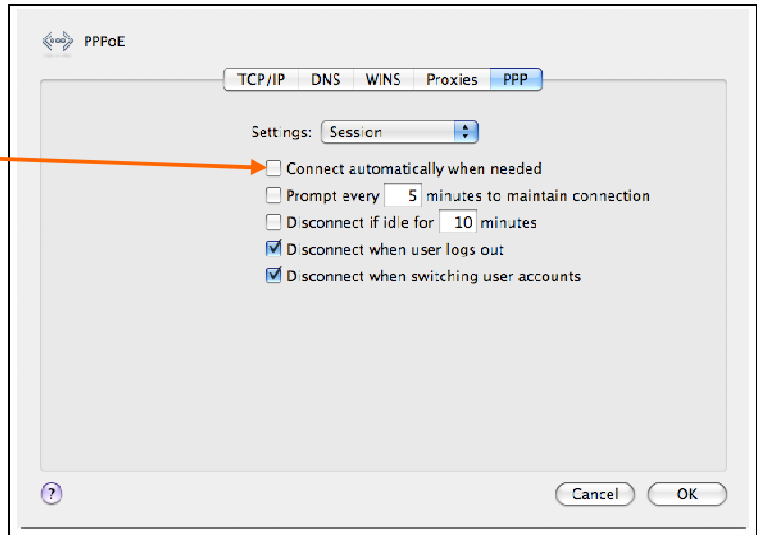 PPPoE
TCP/IP DNS WINS Proxies PPP
Settings: Session
Connect automatically when needed
Prompt every 5 minutes to maintain connection
Disconnect if idle for 10 minutes
Disconnect when user logs out
Disconnect when switching user accounts
? Cancel OK